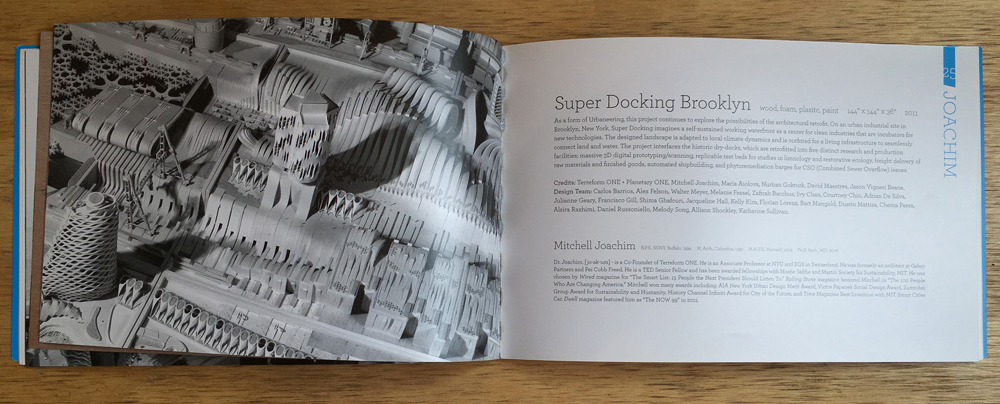 25
JOACHIM
Super Docking Brooklyn wood, foam, plastic, paint 144" x 144" x 36" 2011
As a form of Urbaneering, this project continues to explore the possibilities of the architectural retrofit. On an urban industrial site in
Brooklyn, New York, Super Docking imagines a self-sustained working waterfront as a center for clean industries that are incubators for
new technologies. The designed landscape is adapted to local climate dynamics and is outfitted for a living infrastructure to seamlessly
connect land and water. The project interfaces the historic dry-docks, which are retrofitted into five distinct research and production
facilities; massive 3D digital prototyping/scanning, replicable test beds for studies in limnology and restorative ecology, freight delivery of
raw materials and finished goods, automated shipbuilding, and phytoremediation barges for CSO (Combined Sewer Overflow) issues.
Credits: Terreform ONE + Planetary ONE, Mitchell Joachim, Maria Aiolova, Nurhan Gokturk, David Maestres, Jason Vigneri Beane.
Design Team: Carlos Barrios, Alex Felson, Walter Meyer, Melanie Fessel, Zafirah Bacchus, Ivy Chan, Courtney Chin, Adrian De Silva,
Julianne Geary, Francisco Gill, Shima Ghafouri, Jacqueline Hall, Kelly Kim, Florian Lorenz, Bart Mangold, Dustin Mattiza, Chema Perez,
Alsira Raxhimi, Daniel Russoniello, Melody Song, Allison Shockley, Katherine Sullivan.
Mitchell Joachim
Dr. Joachim, [jo-ak-um] - is a Co-Founder of Terreform ONE. He is an Associate Professor at NYU and EGS in Switzerland. He was formerly an architect at Gehry
Partners and Pei Cobb Freed. He is a TED Senior Fellow and has been awarded fellowships with Moshe Safdie and Martin Society for Sustainability, MIT. He was
chosen by Wired magazine for "The Smart List: 15 People the Next President Should Listen To." Rolling Stone magazine honored Mitchell in "The 100 People
Who Are Changing America." Mitchell won many awards including: AIA New York Urban Design Merit Award, Victor Papanek Social Design Award, Zumtobel
Group Award for Sustainability and Humanity, History Channel Infiniti Award for City of the Future, and Time Magazine Best Invention with MIT Smart Cities
Car. Dwell magazine featured him as "The NOW 99" in 2012.